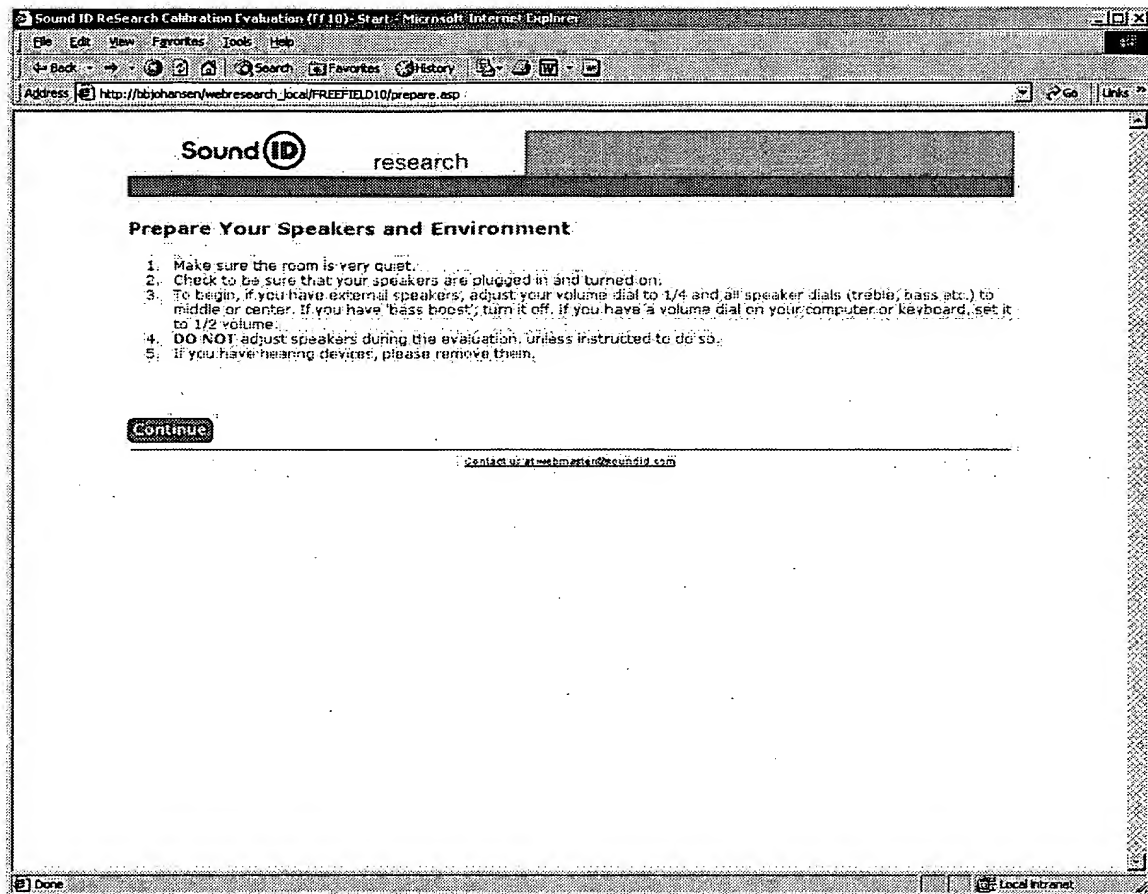 Sound ID ReSearch Calibration Evaluation (ff10)- Start - Microsoft Internet Explorer
File Edit View Favorites Tools Help
Back Search Favorites History
Address http://bbjohansen/webresearch_local/FREEFIELD10/prepare.asp Go Links »
Sound ID research
Prepare Your Speakers and Environment
1. Make sure the room is very quiet.
2. Check to be sure that your speakers are plugged in and turned on.
3. To begin, if you have external speakers, adjust your volume dial to 1/4 and all speaker dials (treble, bass etc.) to
middle or center. If you have 'bass boost', turn it off. If you have a volume dial on your computer or keyboard, set it
to 1/2 volume.
4. DO NOT adjust speakers during the evaluation, unless instructed to do so.
5. If you have hearing devices, please remove them.
Continue
Contact us at webmaster@soundid.com
Done Local intranet